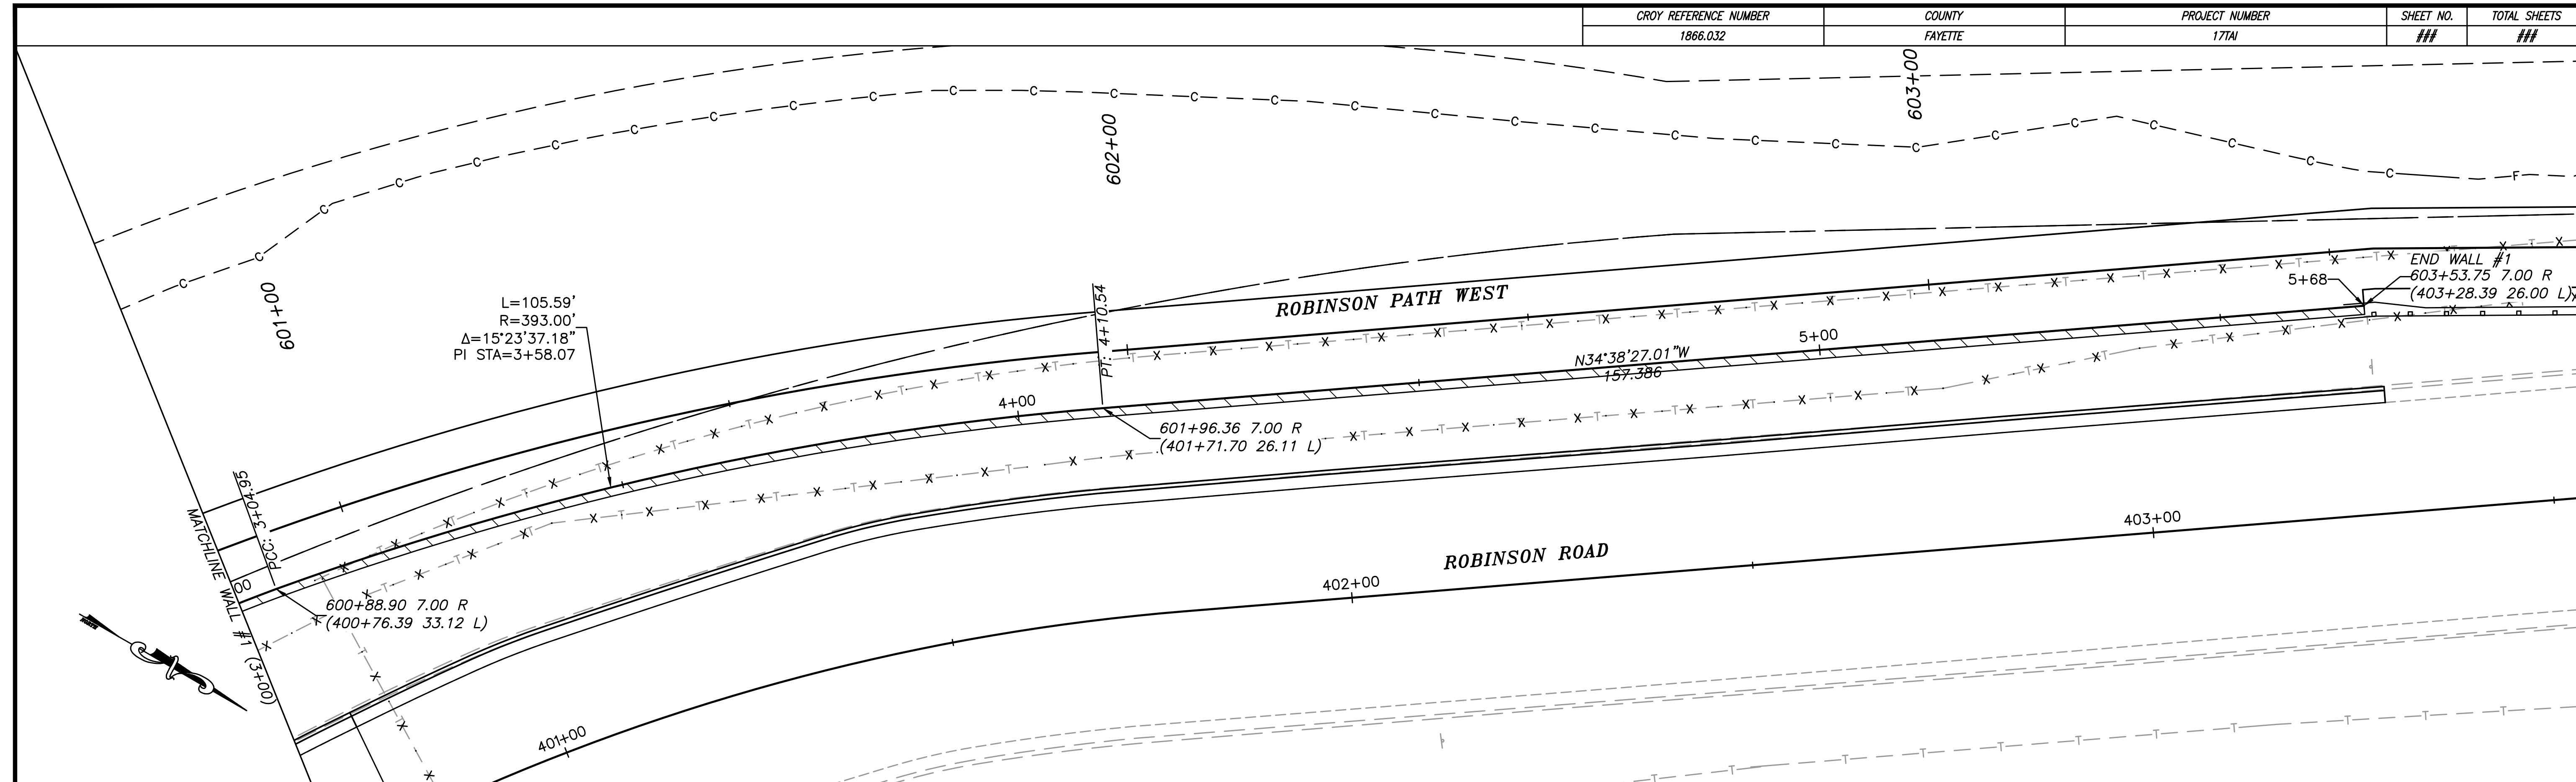 CROY REFERENCE NUMBER
COUNTY
PROJECT NUMBER
SHEET NO.
TOTAL SHEETS
1866.032
FAYETTE
17TAI
###
###
601+00
602+00
603+00
L=105.59'
R=393.00'
Δ=15°23'37.18"
PI STA=3+58.07
PT: 4+10.54
ROBINSON PATH WEST
END WALL #1
603+53.75 7.00 R
(403+28.39 26.00 L)
5+68
5+00
N34°38'27.01"W
157.386
4+00
601+96.36 7.00 R
(401+71.70 26.11 L)
PCC: 3+04.95
MATCHLINE WALL #1 (3+00)
00
600+88.90 7.00 R
(400+76.39 33.12 L)
ROBINSON ROAD
403+00
402+00
401+00
C C C C C C C C C C C C C C C C C C C C C C C C C C C C F